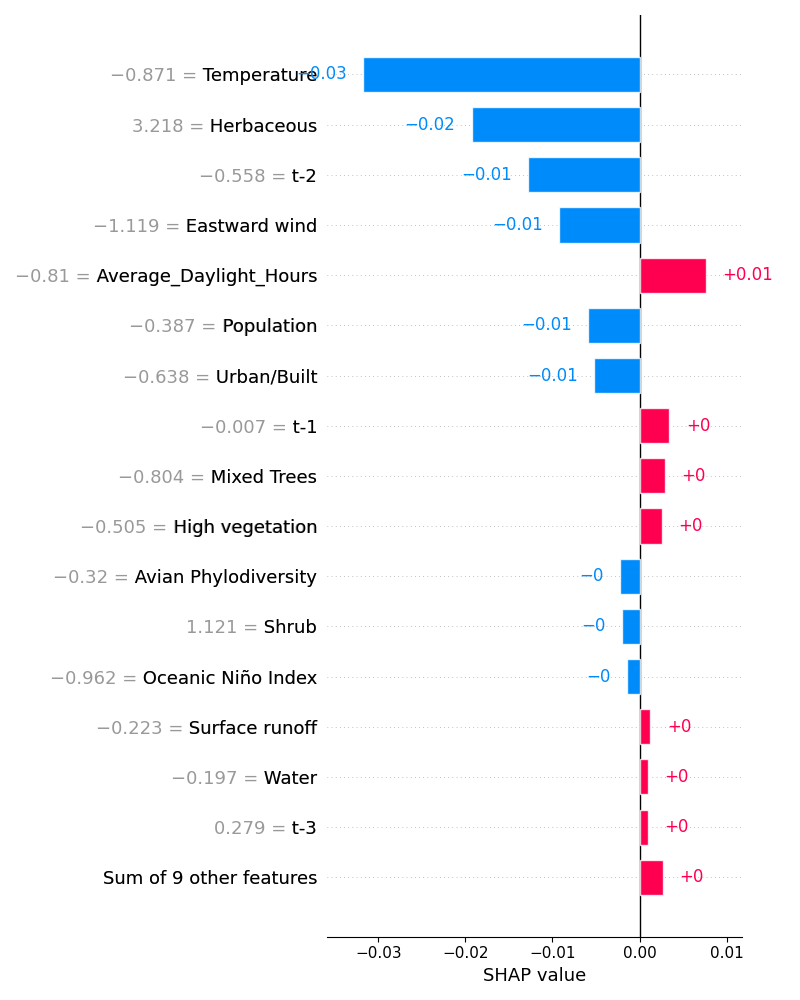 −0.871 = Temperature −0.03
3.218 = Herbaceous −0.02
−0.558 = t-2 −0.01
−1.119 = Eastward wind −0.01
−0.81 = Average_Daylight_Hours +0.01
−0.387 = Population −0.01
−0.638 = Urban/Built −0.01
−0.007 = t-1 +0
−0.804 = Mixed Trees +0
−0.505 = High vegetation +0
−0.32 = Avian Phylodiversity −0
1.121 = Shrub −0
−0.962 = Oceanic Niño Index −0
−0.223 = Surface runoff +0
−0.197 = Water +0
0.279 = t-3 +0
Sum of 9 other features +0
−0.03 −0.02 −0.01 0.00 0.01
SHAP value